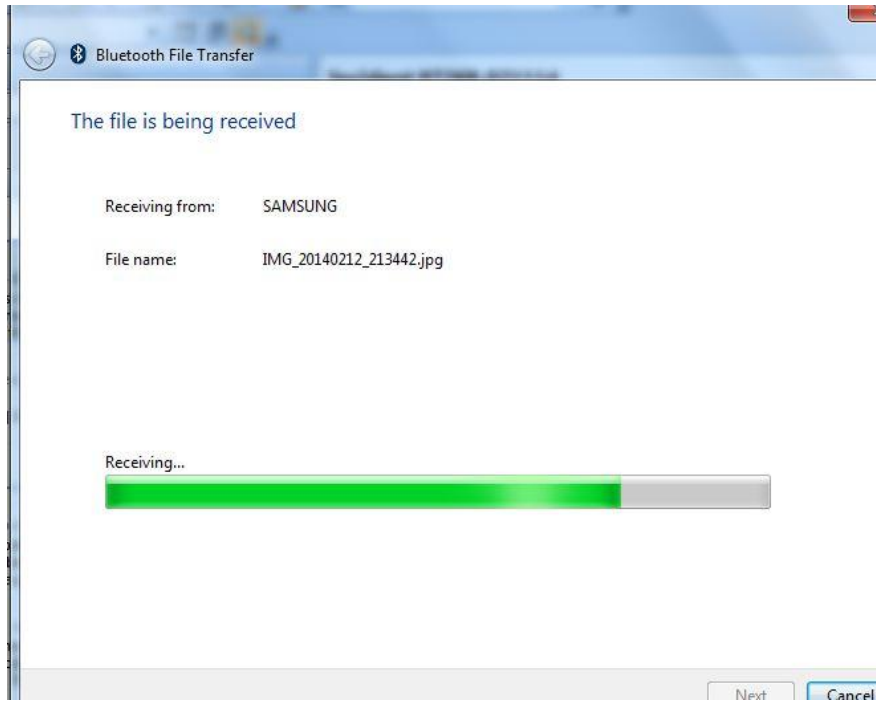 Bluetooth File Transfer
The file is being received
Receiving from: SAMSUNG
File name: IMG_20140212_213442.jpg
Receiving...
Next Cancel